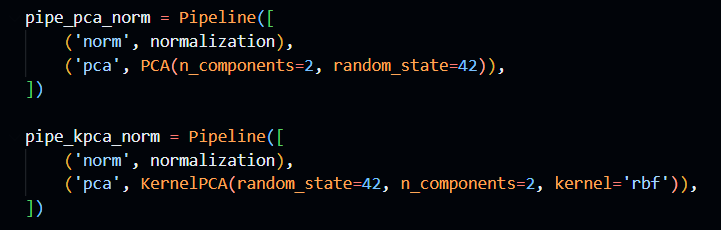 pipe_pca_norm = Pipeline([
    ('norm', normalization),
    ('pca', PCA(n_components=2, random_state=42)),
])

pipe_kpca_norm = Pipeline([
    ('norm', normalization),
    ('pca', KernelPCA(random_state=42, n_components=2, kernel='rbf')),
])